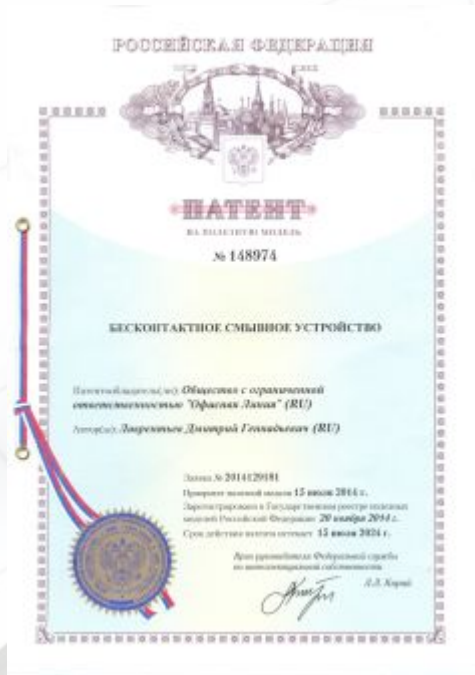 РОССИЙСКАЯ ФЕДЕРАЦИЯ
ПАТЕНТ
НА ПОЛЕЗНУЮ МОДЕЛЬ
№ 148974
БЕСКОНТАКТНОЕ СМЫВНОЕ УСТРОЙСТВО
Патентообладатель(ли): Общество с ограниченной
ответственностью "Офисная Линия" (RU)
Автор(ы): Лаврентьев Дмитрий Геннадьевич (RU)
Заявка № 2014129181
Приоритет полезной модели 15 июля 2014 г.
Зарегистрировано в Государственном реестре полезных
моделей Российской Федерации 20 ноября 2014 г.
Срок действия патента истекает 15 июля 2024 г.
Врио руководителя Федеральной службы
по интеллектуальной собственности
Л.Л. Кирий